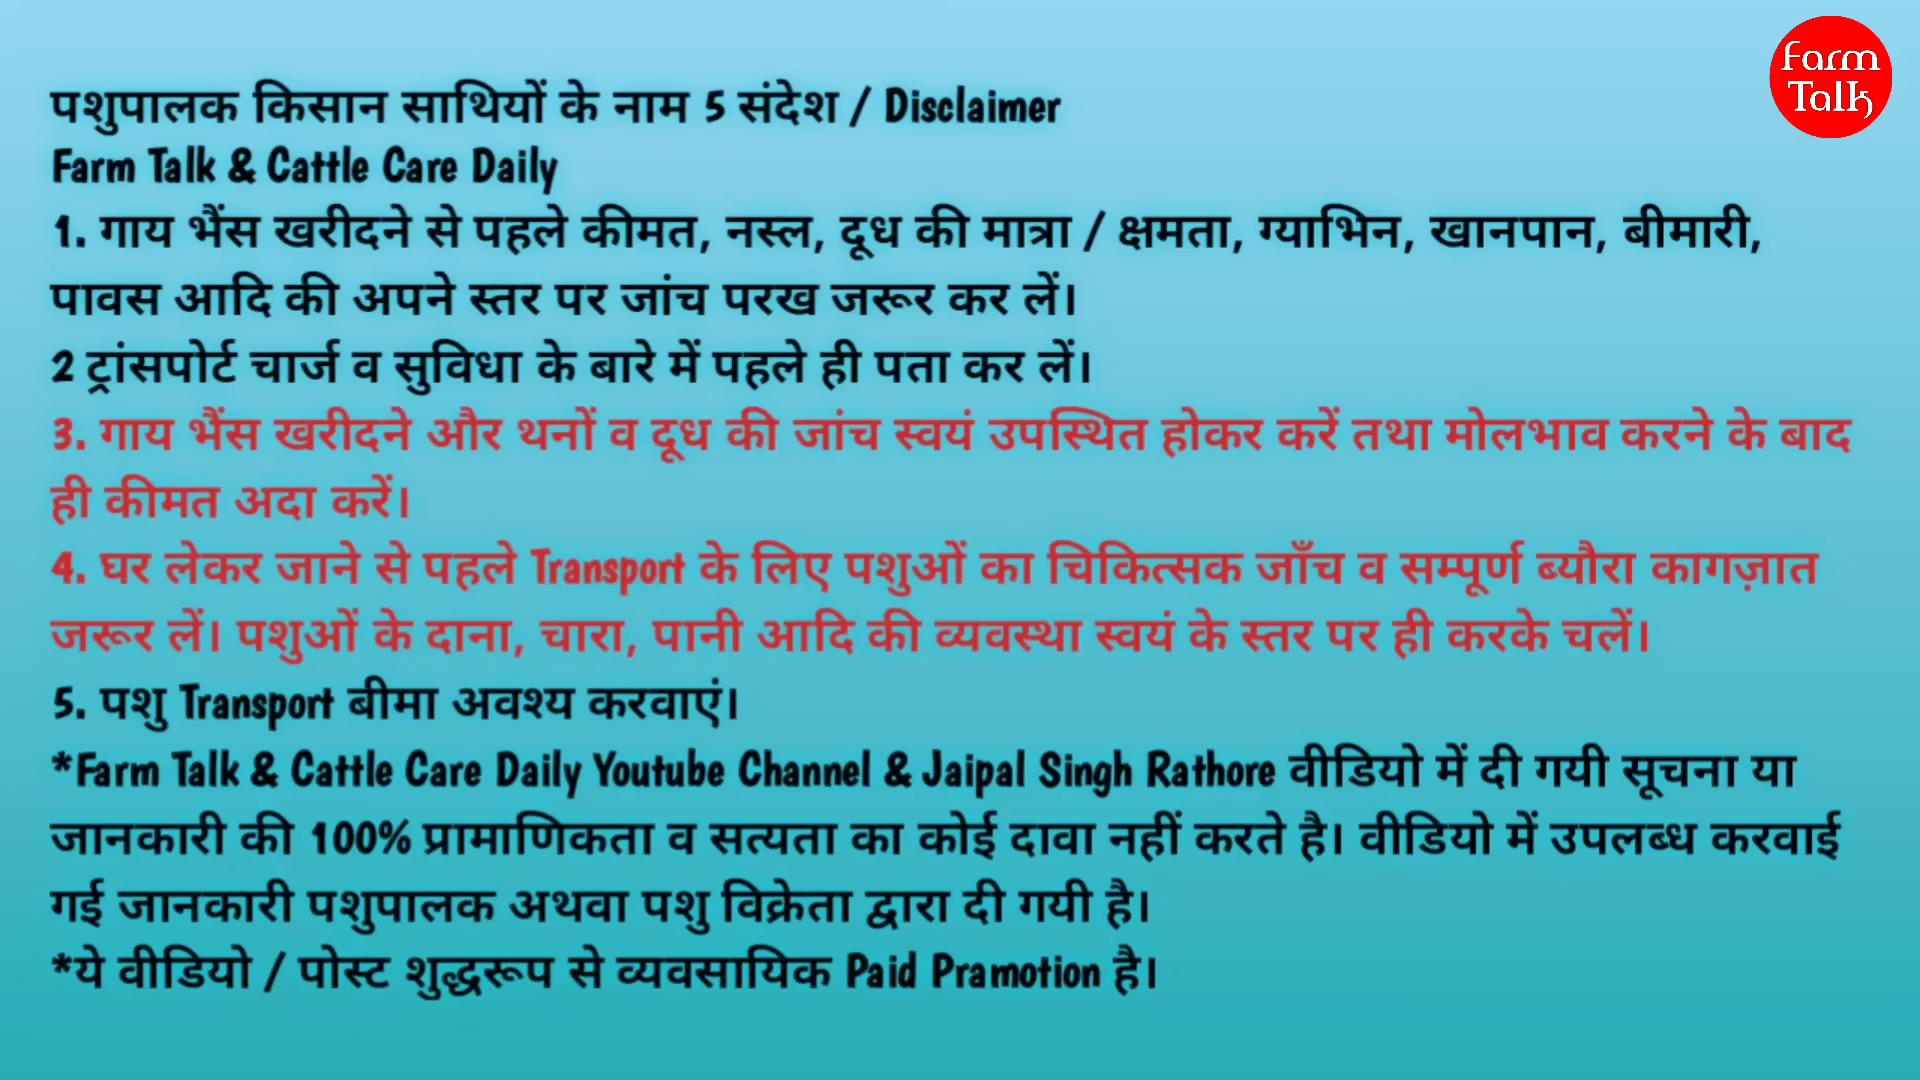 Farm
Talk
पशुपालक किसान साथियों के नाम 5 संदेश / Disclaimer
Farm Talk & Cattle Care Daily
1. गाय भैंस खरीदने से पहले कीमत, नस्ल, दूध की मात्रा / क्षमता, ग्याभिन, खानपान, बीमारी,
पावस आदि की अपने स्तर पर जांच परख जरूर कर लें।
2 ट्रांसपोर्ट चार्ज व सुविधा के बारे में पहले ही पता कर लें।
3. गाय भैंस खरीदने और थनों व दूध की जांच स्वयं उपस्थित होकर करें तथा मोलभाव करने के बाद
ही कीमत अदा करें।
4. घर लेकर जाने से पहले Transport के लिए पशुओं का चिकित्सक जाँच व सम्पूर्ण ब्यौरा कागज़ात
जरूर लें। पशुओं के दाना, चारा, पानी आदि की व्यवस्था स्वयं के स्तर पर ही करके चलें।
5. पशु Transport बीमा अवश्य करवाएं।
*Farm Talk & Cattle Care Daily Youtube Channel & Jaipal Singh Rathore वीडियो में दी गयी सूचना या
जानकारी की 100% प्रामाणिकता व सत्यता का कोई दावा नहीं करते है। वीडियो में उपलब्ध करवाई
गई जानकारी पशुपालक अथवा पशु विक्रेता द्वारा दी गयी है।
*ये वीडियो / पोस्ट शुद्धरूप से व्यवसायिक Paid Pramotion है।